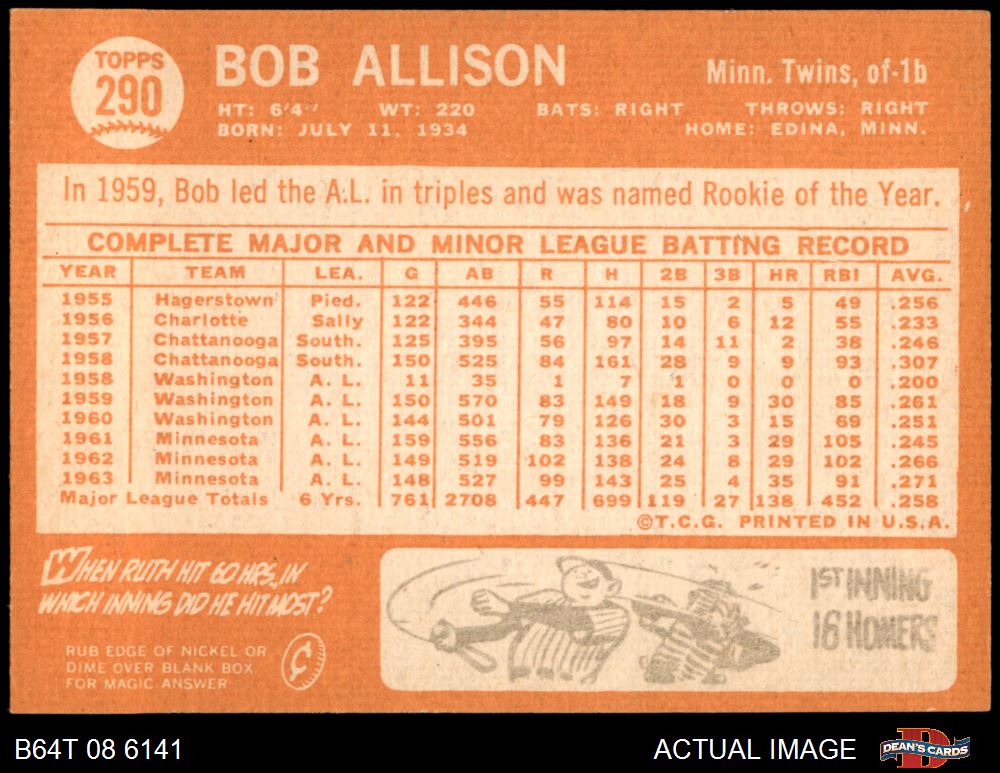 TOPPS
290
BOB ALLISON
Minn. Twins, of-1b
HT: 6'4" WT: 220 BATS: RIGHT THROWS: RIGHT
BORN: JULY 11, 1934 HOME: EDINA, MINN.
In 1959, Bob led the A.L. in triples and was named Rookie of the Year.
COMPLETE MAJOR AND MINOR LEAGUE BATTING RECORD
YEAR TEAM LEA. G AB R H 2B 3B HR RBI AVG.
1955 Hagerstown Pied. 122 446 55 114 15 2 5 49 .256
1956 Charlotte Sally 122 344 47 80 10 6 12 55 .233
1957 Chattanooga South. 125 395 56 97 14 11 2 38 .246
1958 Chattanooga South. 150 525 84 161 28 9 9 93 .307
1958 Washington A. L. 11 35 1 7 1 0 0 0 .200
1959 Washington A. L. 150 570 83 149 18 9 30 85 .261
1960 Washington A. L. 144 501 79 126 30 3 15 69 .251
1961 Minnesota A. L. 159 556 83 136 21 3 29 105 .245
1962 Minnesota A. L. 149 519 102 138 24 8 29 102 .266
1963 Minnesota A. L. 148 527 99 143 25 4 35 91 .271
Major League Totals 6 Yrs. 761 2708 447 699 119 27 138 452 .258
©T.C.G. PRINTED IN U.S.A.
WHEN RUTH HIT 60 HRS, IN
WHICH INNING DID HE HIT MOST?
RUB EDGE OF NICKEL OR
DIME OVER BLANK BOX
FOR MAGIC ANSWER
¢
1ST INNING
16 HOMERS
B64T 08 6141
ACTUAL IMAGE
DEAN'S CARDS